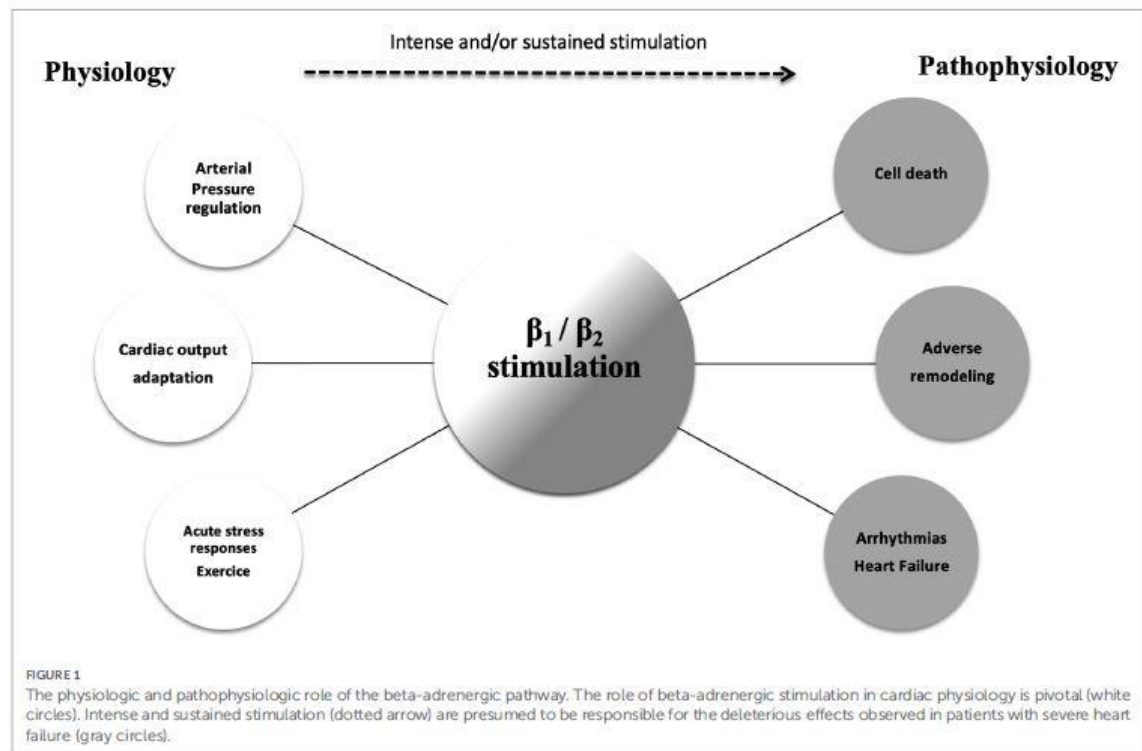 Intense and/or sustained stimulation
Physiology
Pathophysiology
Arterial
Pressure
regulation
Cell death
β₁ / β₂
stimulation
Cardiac output
adaptation
Adverse
remodeling
Acute stress
responses
Exercice
Arrhythmias
Heart Failure
FIGURE 1
The physiologic and pathophysiologic role of the beta-adrenergic pathway. The role of beta-adrenergic stimulation in cardiac physiology is pivotal (white
circles). Intense and sustained stimulation (dotted arrow) are presumed to be responsible for the deleterious effects observed in patients with severe heart
failure (gray circles).